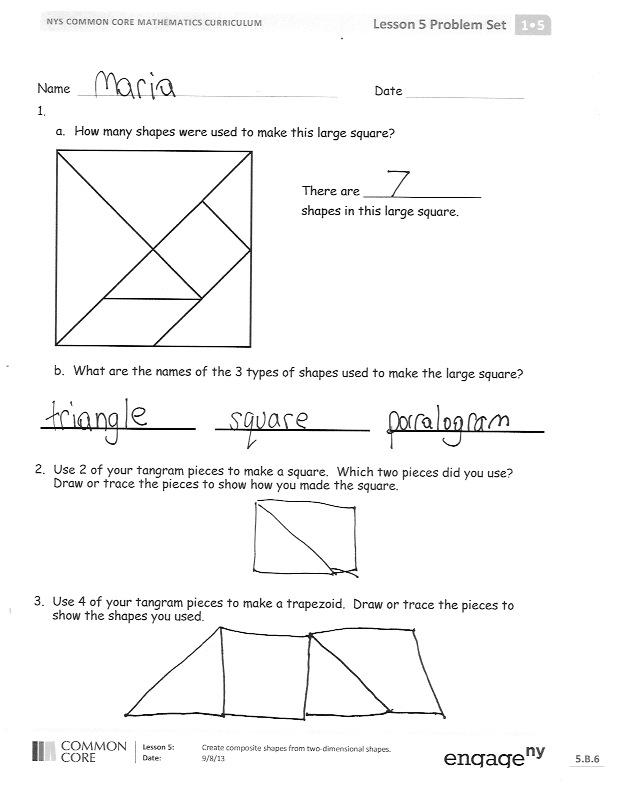 NYS COMMON CORE MATHEMATICS CURRICULUM Lesson 5 Problem Set 1•5
Name Maria Date
1.
a. How many shapes were used to make this large square?
There are 7
shapes in this large square.
b. What are the names of the 3 types of shapes used to make the large square?
triangle square parralogram
2. Use 2 of your tangram pieces to make a square. Which two pieces did you use?
Draw or trace the pieces to show how you made the square.
3. Use 4 of your tangram pieces to make a trapezoid. Draw or trace the pieces to
show the shapes you used.
COMMON Lesson 5: Create composite shapes from two-dimensional shapes.
CORE Date: 9/8/13 engage ny 5.B.6